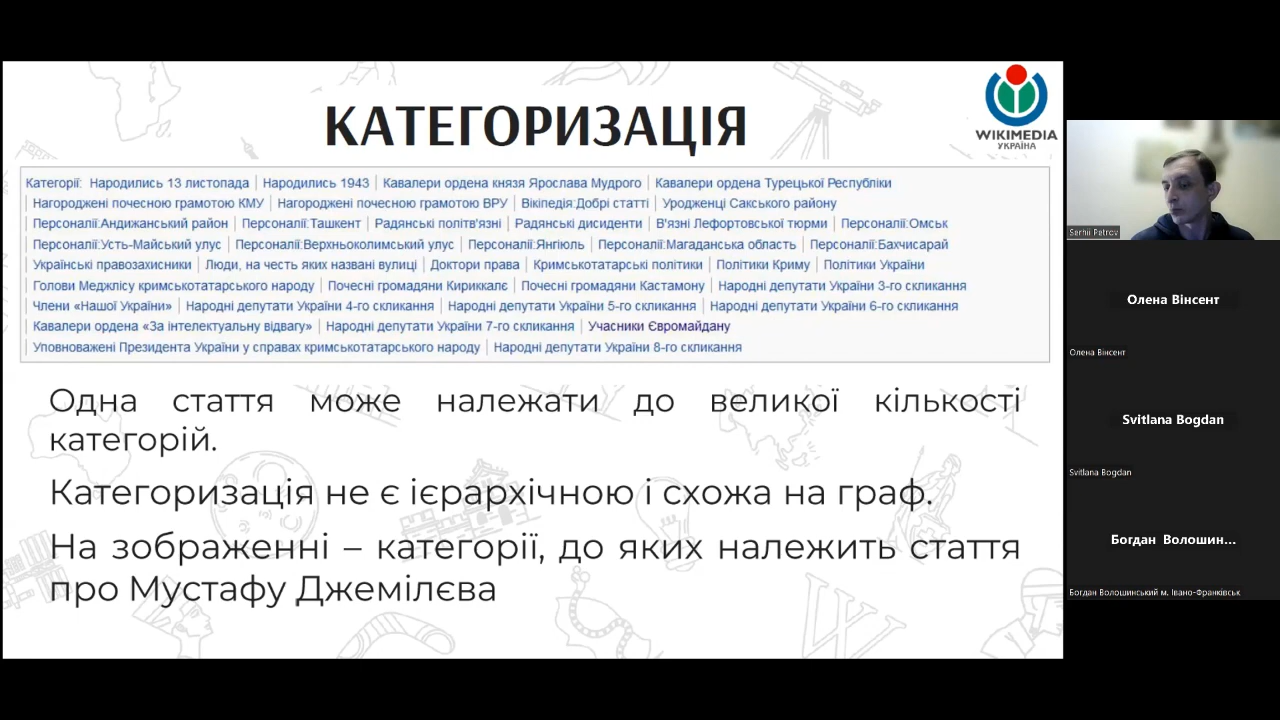 КАТЕГОРИЗАЦІЯ
WIKIMEDIA
УКРАЇНА
Категорії: Народились 13 листопада | Народились 1943 | Кавалери ордена князя Ярослава Мудрого | Кавалери ордена Турецької Республіки
| Нагороджені почесною грамотою КМУ | Нагороджені почесною грамотою ВРУ | Вікіпедія:Добрі статті | Уродженці Сакського району
| Персоналії:Андижанський район | Персоналії:Ташкент | Радянські політв'язні | Радянські дисиденти | В'язні Лефортовської тюрми | Персоналії:Омськ
| Персоналії:Усть-Майський улус | Персоналії:Верхньоколимський улус | Персоналії:Янгіюль | Персоналії:Магаданська область | Персоналії:Бахчисарай
| Українські правозахисники | Люди, на честь яких названі вулиці | Доктори права | Кримськотатарські політики | Політики Криму | Політики України
| Голови Меджлісу кримськотатарського народу | Почесні громадяни Кириккалє | Почесні громадяни Кастамону | Народні депутати України 3-го скликання
| Члени «Нашої України» | Народні депутати України 4-го скликання | Народні депутати України 5-го скликання | Народні депутати України 6-го скликання
| Кавалери ордена «За інтелектуальну відвагу» | Народні депутати України 7-го скликання | Учасники Євромайдану
| Уповноважені Президента України у справах кримськотатарського народу | Народні депутати України 8-го скликання
Одна стаття може належати до великої кількості
категорій.
Категоризація не є ієрархічною і схожа на граф.
На зображенні – категорії, до яких належить стаття
про Мустафу Джемілєва
Serhii Petrov
Олена Вінсент
Олена Вінсент
Svitlana Bogdan
Svitlana Bogdan
Богдан Волошин...
Богдан Волошинський м. Івано-Франківськ